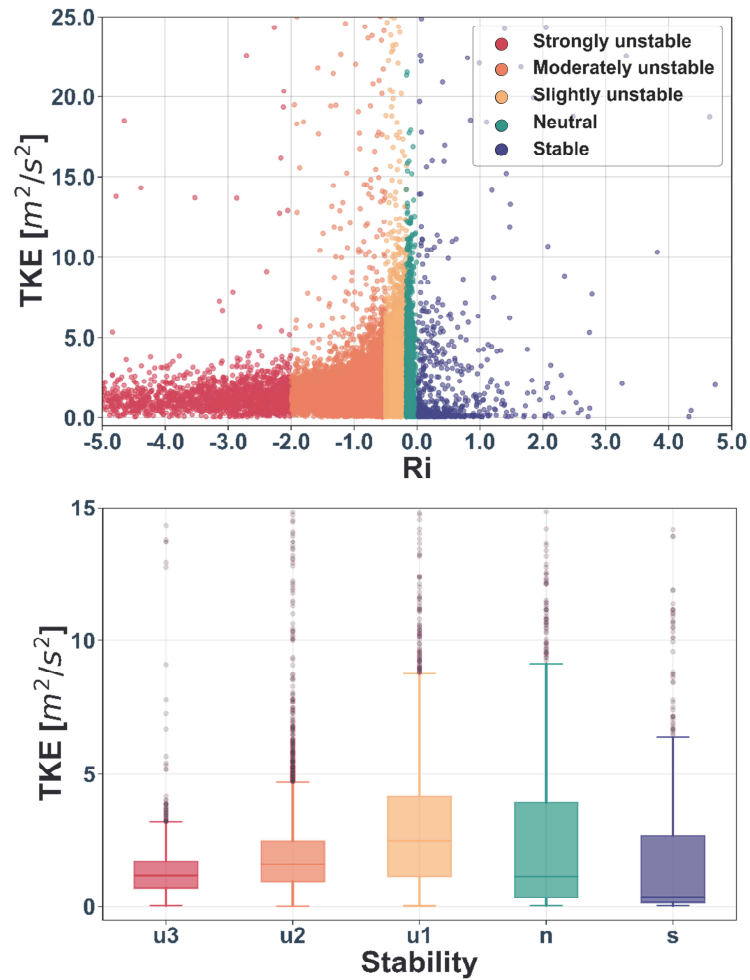 25.0
20.0
15.0
10.0
5.0
0.0
TKE [m²/s²]
Strongly unstable
Moderately unstable
Slightly unstable
Neutral
Stable
-5.0 -4.0 -3.0 -2.0 -1.0 0.0 1.0 2.0 3.0 4.0 5.0
Ri
15
10
5
0
TKE [m²/s²]
u3 u2 u1 n s
Stability